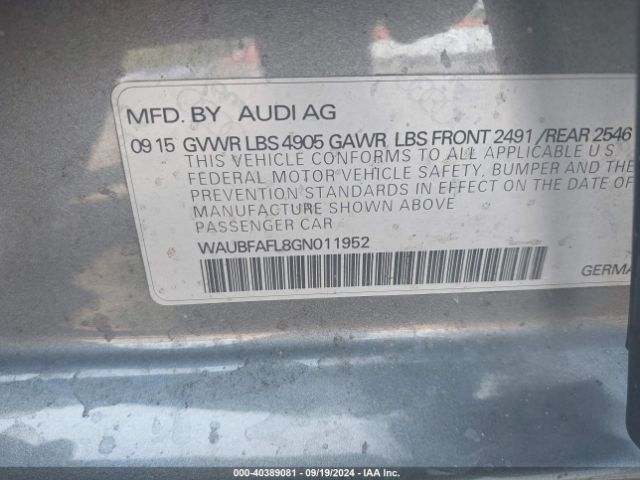 MFD. BY AUDI AG
09 15 GVWR LBS 4905 GAWR LBS FRONT 2491 /REAR 2546
THIS VEHICLE CONFORMS TO ALL APPLICABLE U S
FEDERAL MOTOR VEHICLE SAFETY, BUMPER AND THE
PREVENTION STANDARDS IN EFFECT ON THE DATE OF
MANUFACTURE SHOWN ABOVE
PASSENGER CAR
WAUBFAFL8GN011952
GERMA
000-40389081 - 09/19/2024 - IAA Inc.